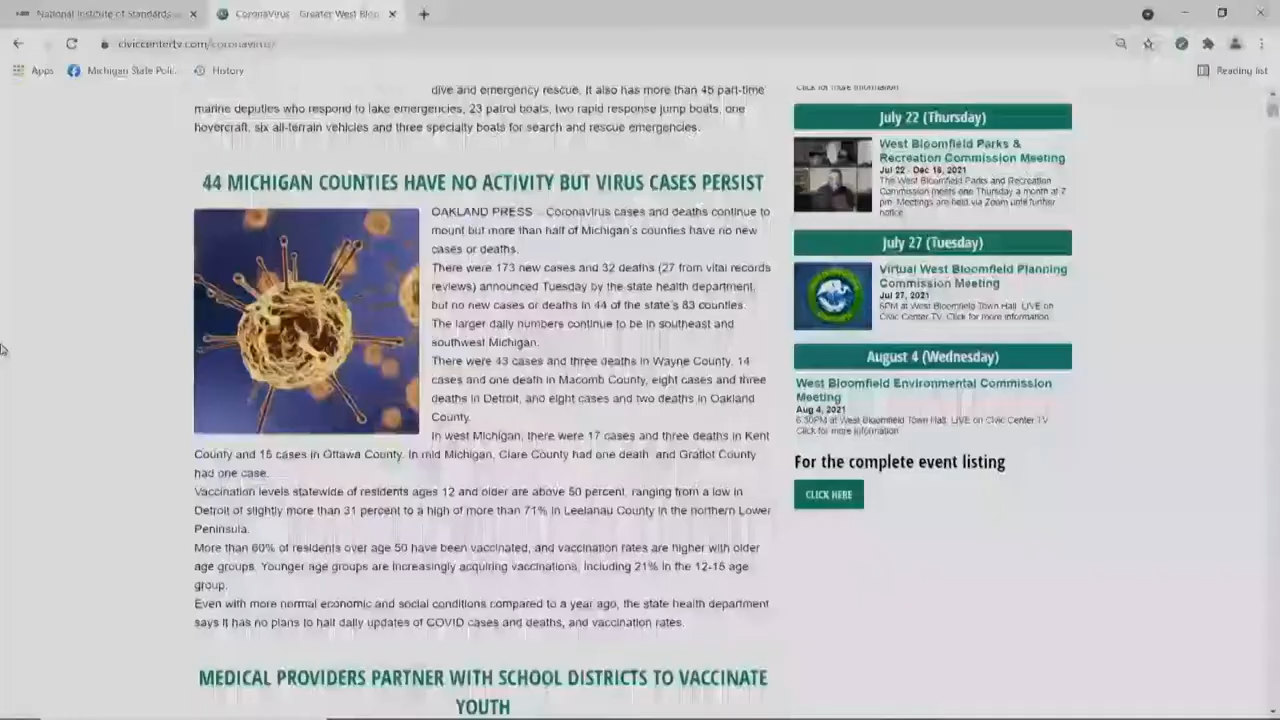 National Institute of Standards
CoronaVirus - Greater West Bloo
civiccentertv.com/coronavirus/
Apps
Michigan State Polic
History
Reading list
dive and emergency rescue. It also has more than 45 part-time
marine deputies who respond to lake emergencies, 23 patrol boats, two rapid response jump boats, one
hovercraft, six all-terrain vehicles and three specialty boats for search and rescue emergencies.
44 MICHIGAN COUNTIES HAVE NO ACTIVITY BUT VIRUS CASES PERSIST
OAKLAND PRESS – Coronavirus cases and deaths continue to
mount but more than half of Michigan's counties have no new
cases or deaths.
There were 173 new cases and 32 deaths (27 from vital records
reviews) announced Tuesday by the state health department,
but no new cases or deaths in 44 of the state's 83 counties.
The larger daily numbers continue to be in southeast and
southwest Michigan.
There were 43 cases and three deaths in Wayne County, 14
cases and one death in Macomb County, eight cases and three
deaths in Detroit, and eight cases and two deaths in Oakland
County.
In west Michigan, there were 17 cases and three deaths in Kent
County and 15 cases in Ottawa County. In mid Michigan, Clare County had one death and Gratiot County
had one case.
Vaccination levels statewide of residents ages 12 and older are above 50 percent, ranging from a low in
Detroit of slightly more than 31 percent to a high of more than 71% in Leelanau County in the northern Lower
Peninsula.
More than 60% of residents over age 50 have been vaccinated, and vaccination rates are higher with older
age groups. Younger age groups are increasingly acquiring vaccinations, including 21% in the 12-15 age
group.
Even with more normal economic and social conditions compared to a year ago, the state health department
says it has no plans to halt daily updates of COVID cases and deaths, and vaccination rates.
MEDICAL PROVIDERS PARTNER WITH SCHOOL DISTRICTS TO VACCINATE
YOUTH
Click for more information
July 22 (Thursday)
West Bloomfield Parks &
Recreation Commission Meeting
Jul 22 - Dec 16, 2021
The West Bloomfield Parks and Recreation
Commission meets one Thursday a month at 7
pm. Meetings are held via Zoom until further
notice.
July 27 (Tuesday)
Virtual West Bloomfield Planning
Commission Meeting
Jul 27, 2021
6PM at West Bloomfield Town Hall. LIVE on
Civic Center TV. Click for more information
August 4 (Wednesday)
West Bloomfield Environmental Commission
Meeting
Aug 4, 2021
6:30PM at West Bloomfield Town Hall. LIVE on Civic Center TV
Click for more information
For the complete event listing
CLICK HERE